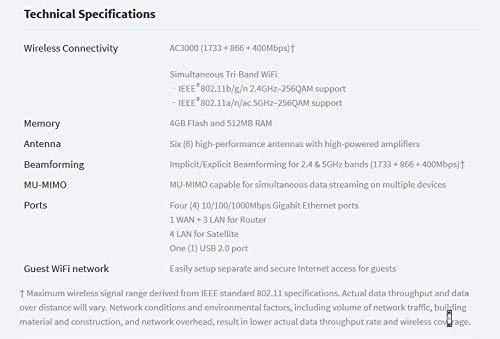 Technical Specifications
Wireless Connectivity AC3000 (1733 + 866 + 400Mbps)†
Simultaneous Tri-Band WiFi
· IEEE®802.11b/g/n 2.4GHz–256QAM support
· IEEE®802.11a/n/ac 5GHz–256QAM support
Memory 4GB Flash and 512MB RAM
Antenna Six (6) high-performance antennas with high-powered amplifiers
Beamforming Implicit/Explicit Beamforming for 2.4 & 5GHz bands (1733 + 866 + 400Mbps)†
MU-MIMO MU-MIMO capable for simultaneous data streaming on multiple devices
Ports Four (4) 10/100/1000Mbps Gigabit Ethernet ports
1 WAN + 3 LAN for Router
4 LAN for Satellite
One (1) USB 2.0 port
Guest WiFi network Easily setup separate and secure Internet access for guests
† Maximum wireless signal range derived from IEEE standard 802.11 specifications. Actual data throughput and data
over distance will vary. Network conditions and environmental factors, including volume of network traffic, building
material and construction, and network overhead, result in lower actual data throughput rate and wireless coverage.